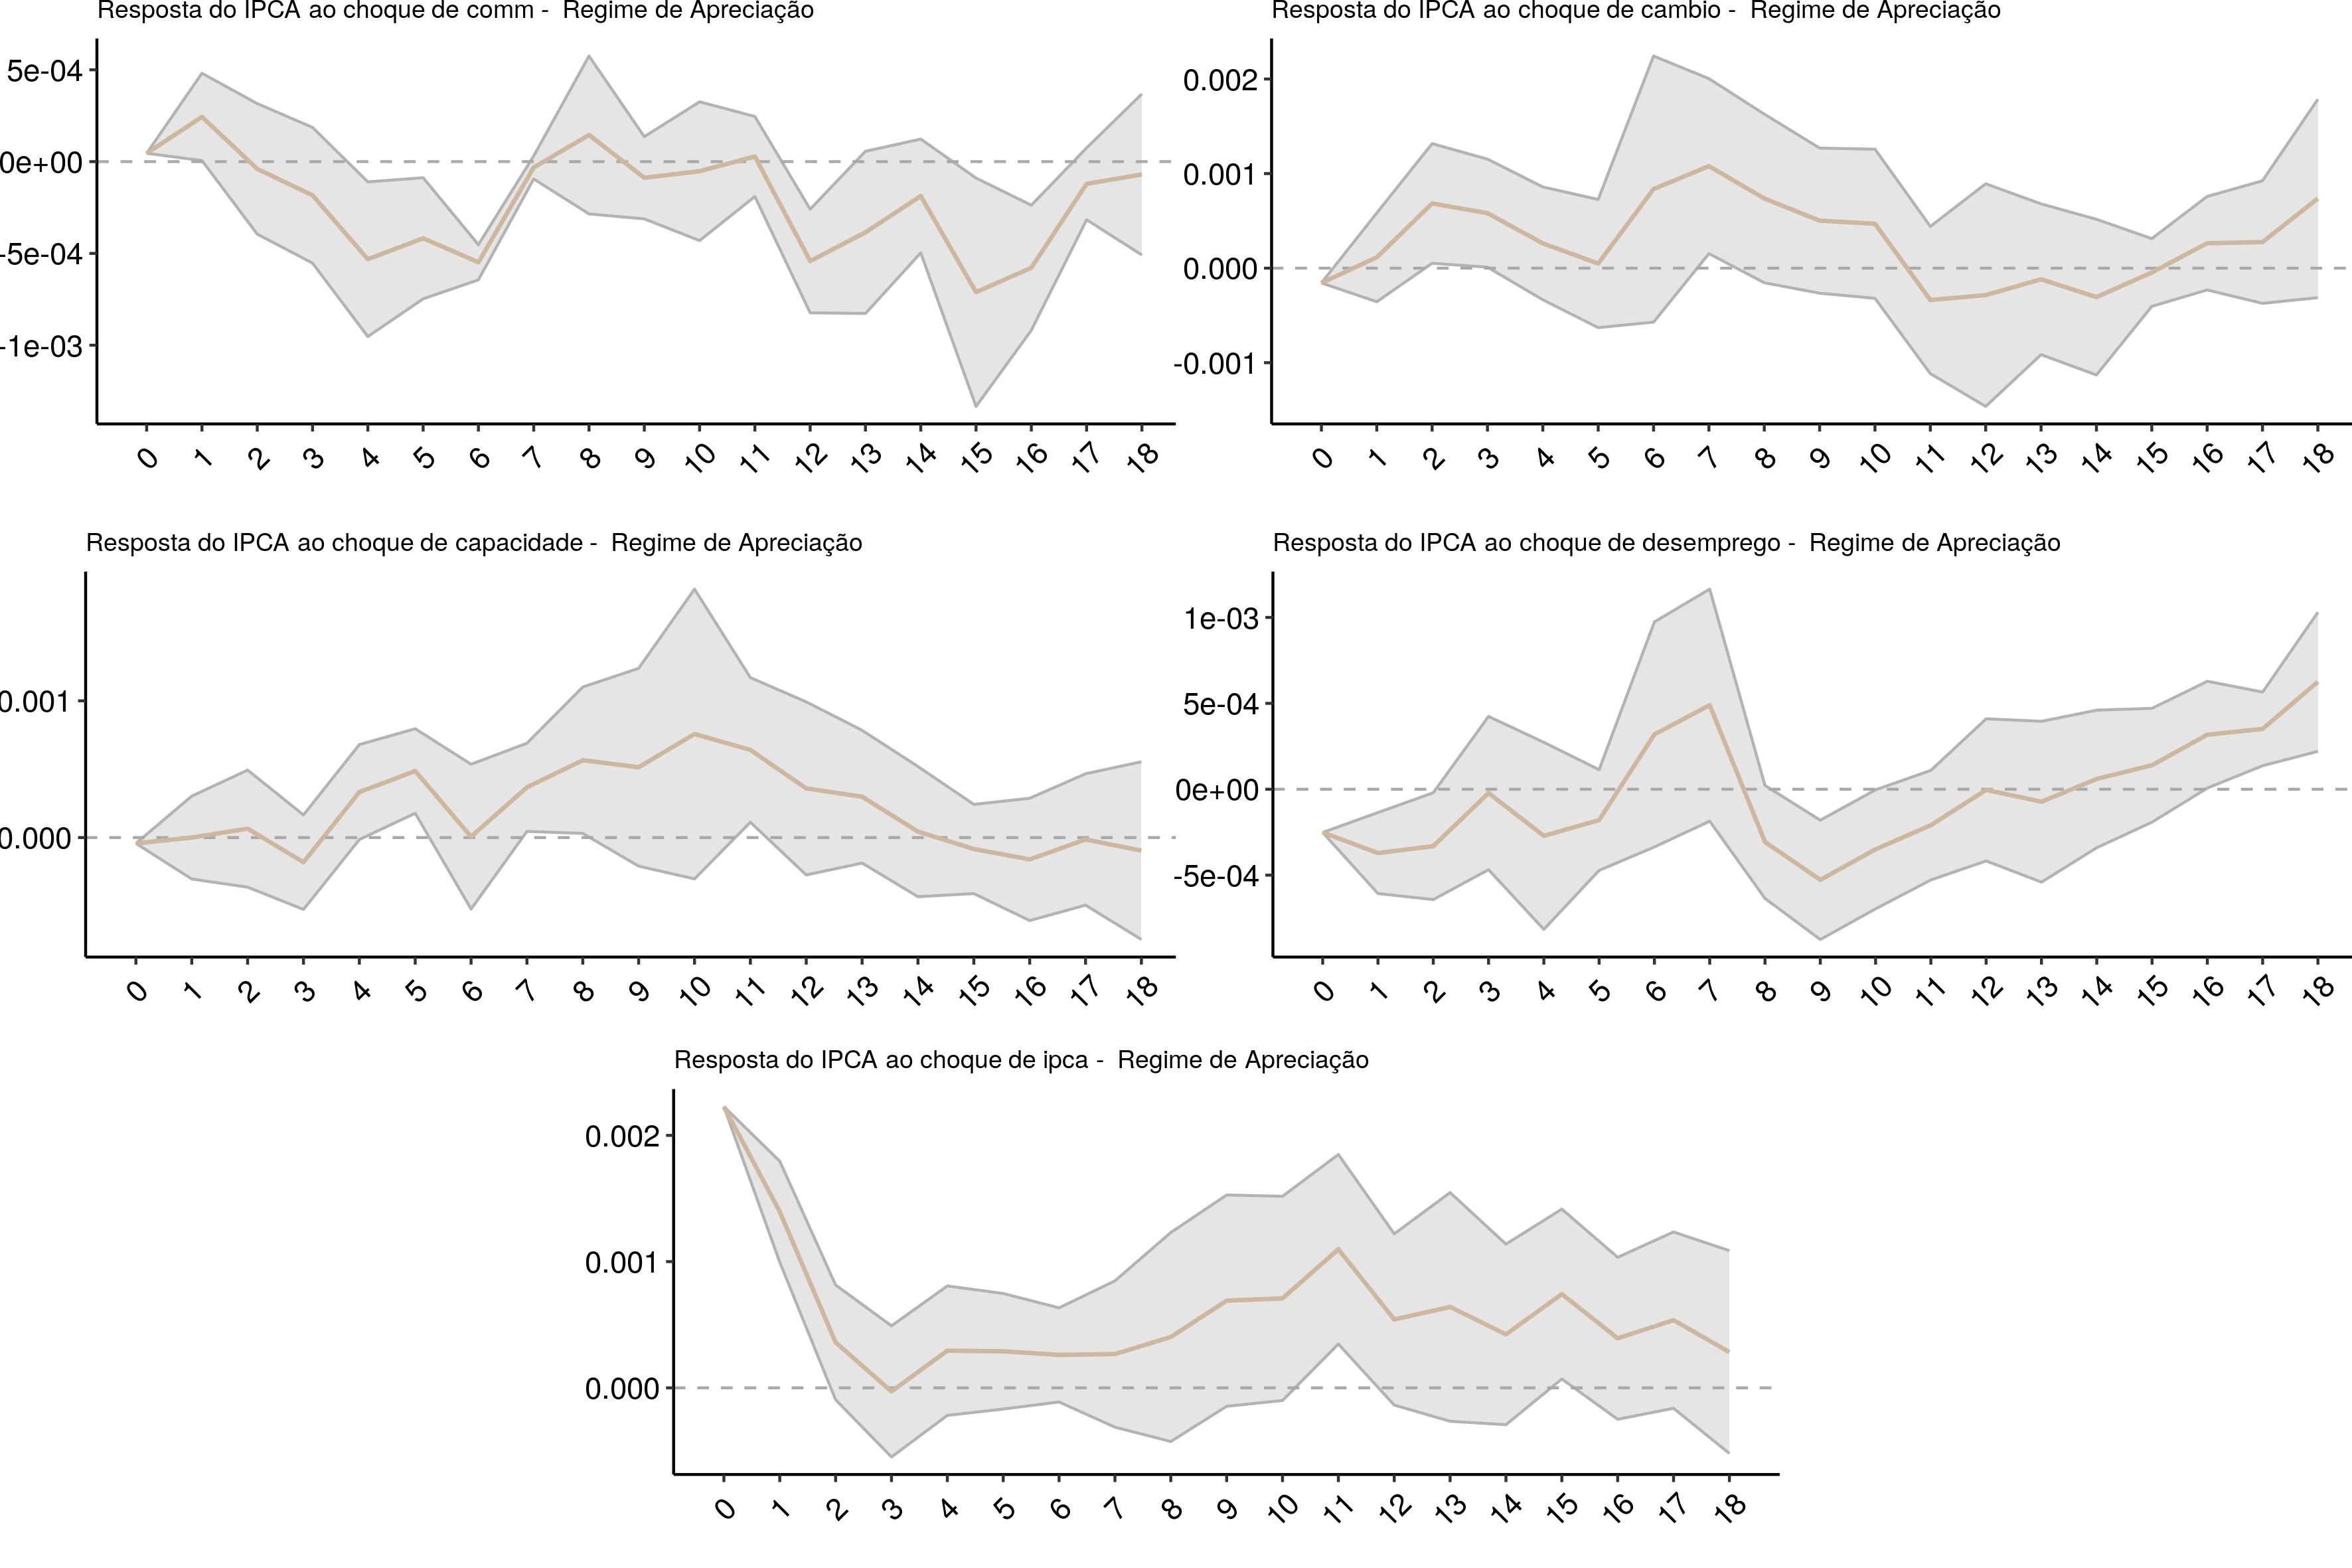 Resposta do IPCA ao choque de comm - Regime de Apreciação
5e-04
0e+00
-5e-04
-1e-03
0 1 2 3 4 5 6 7 8 9 10 11 12 13 14 15 16 17 18
Resposta do IPCA ao choque de cambio - Regime de Apreciação
0.002
0.001
0.000
-0.001
0 1 2 3 4 5 6 7 8 9 10 11 12 13 14 15 16 17 18
Resposta do IPCA ao choque de capacidade - Regime de Apreciação
0.001
0.000
0 1 2 3 4 5 6 7 8 9 10 11 12 13 14 15 16 17 18
Resposta do IPCA ao choque de desemprego - Regime de Apreciação
1e-03
5e-04
0e+00
-5e-04
0 1 2 3 4 5 6 7 8 9 10 11 12 13 14 15 16 17 18
Resposta do IPCA ao choque de ipca - Regime de Apreciação
0.002
0.001
0.000
0 1 2 3 4 5 6 7 8 9 10 11 12 13 14 15 16 17 18